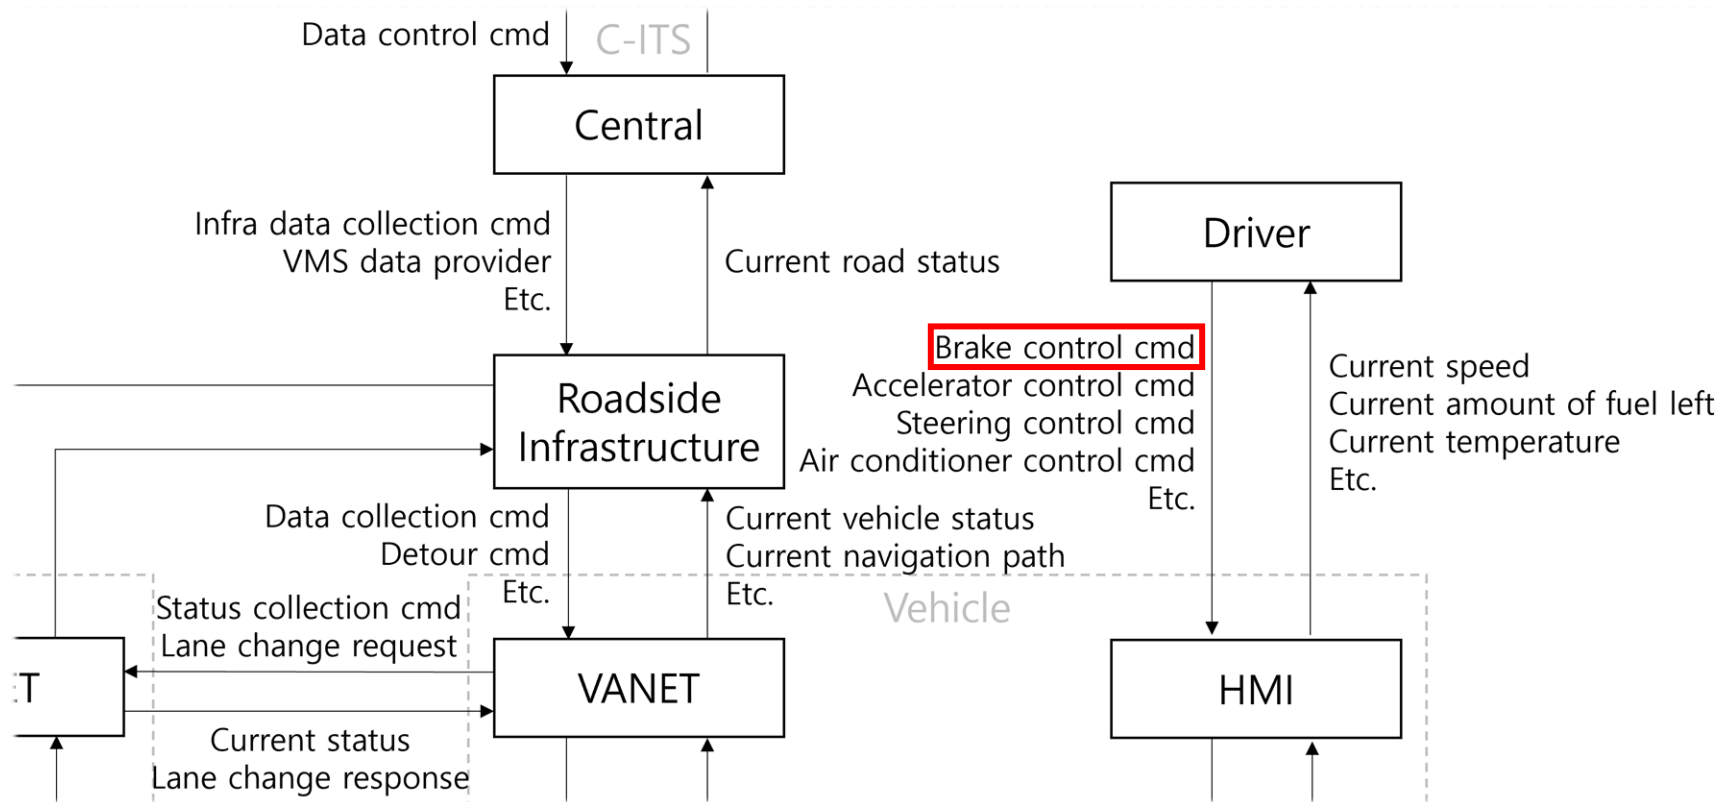 Data control cmd
C-ITS
Central
Infra data collection cmd
VMS data provider
Etc.
Current road status
Driver
Brake control cmd
Accelerator control cmd
Steering control cmd
Air conditioner control cmd
Etc.
Current speed
Current amount of fuel left
Current temperature
Etc.
Roadside
Infrastructure
Data collection cmd
Detour cmd
Etc.
Current vehicle status
Current navigation path
Etc.
Vehicle
Status collection cmd
Lane change request
VANET
HMI
Current status
Lane change response